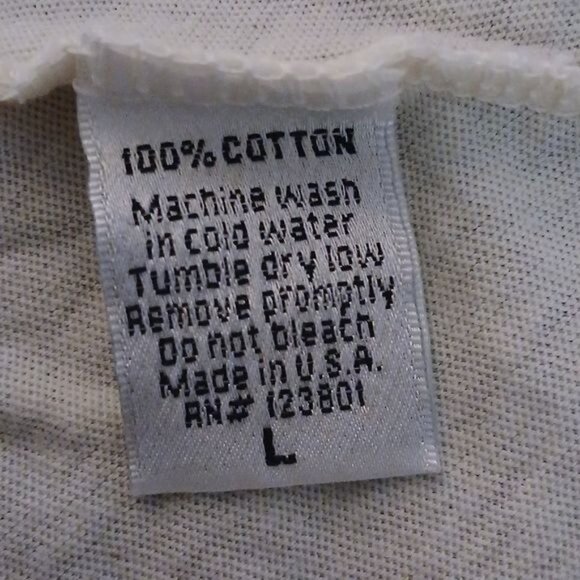 100% COTTON
Machine wash
in cold water
Tumble dry low
Remove promptly
Do not bleach
Made in U.S.A.
RN# 123801
L